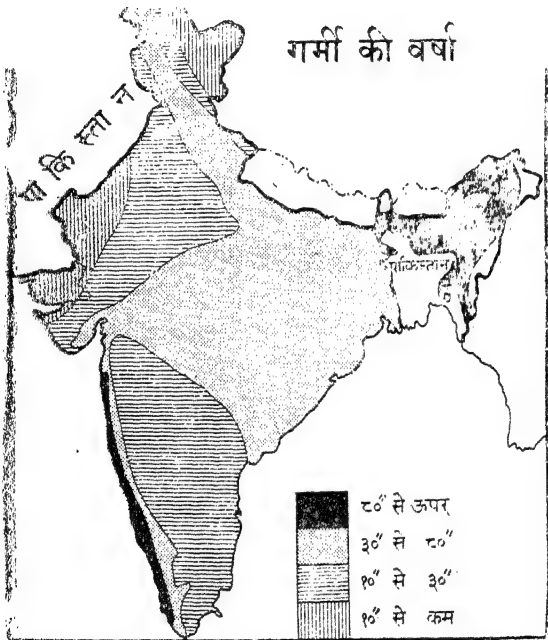 गर्मी की वर्षा
पा कि स्ता न
पाकिस्तान
८०" से ऊपर
३०" से ८०"
१०" से ३०"
१०" से कम